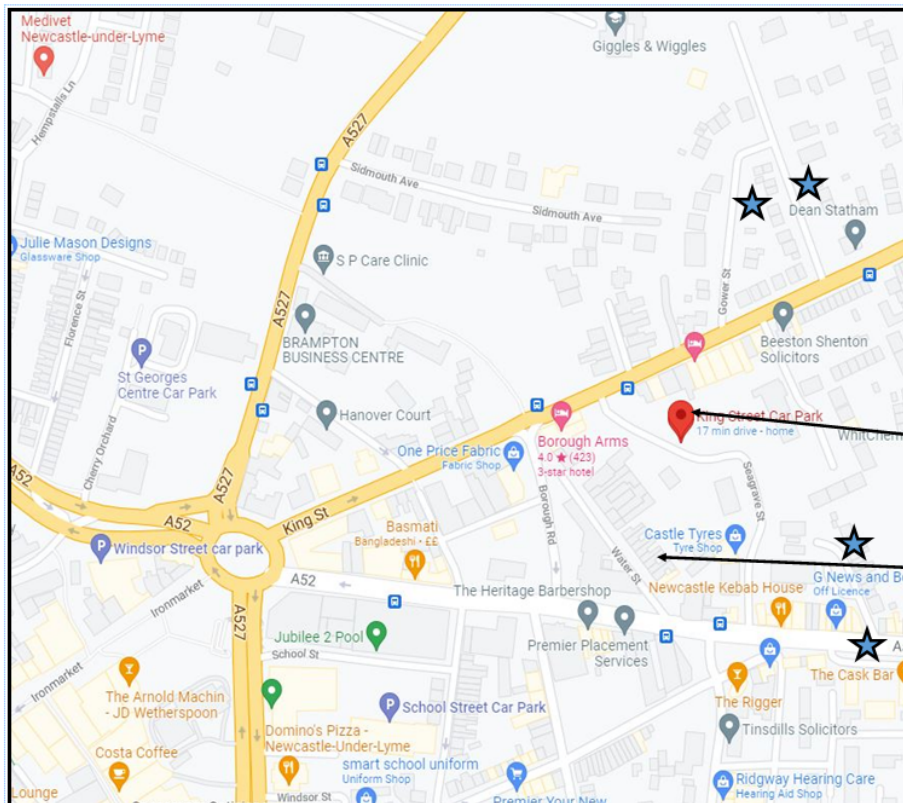 Medivet
Newcastle-under-Lyme
Giggles & Wiggles
Hempstalls Ln
A527
Sidmouth Ave
Sidmouth Ave
Dean Statham
Julie Mason Designs
Glassware Shop
S P Care Clinic
Gower St
A527
Florence St
BRAMPTON
BUSINESS CENTRE
Beeston Shenton
Solicitors
P
St Georges
Centre Car Park
Hanover Court
King Street Car Park
17 min drive - home
Borough Arms
4.0 ★ (423)
3-star hotel
One Price Fabric
Fabric Shop
Cherry Orchard
A527
A52
A52
King St
Seagrave St
Borough Rd
Water St
Basmati
Bangladeshi - ££
Castle Tyres
Tyre Shop
P
Windsor Street car park
A52
Ironmarket
The Heritage Barbershop
Newcastle Kebab House
G News and
Off Licence
A527
Jubilee 2 Pool
School St
Premier Placement
Services
The Cask Bar
Ironmarket
The Arnold Machin
- JD Wetherspoon
P
School Street Car Park
The Rigger
Tinsdills Solicitors
Domino's Pizza -
Newcastle-Under-Lyme
Costa Coffee
smart school uniform
Uniform Shop
Ridgway Hearing Care
Hearing Aid Shop
Lounge
Windsor St
Premier Your New